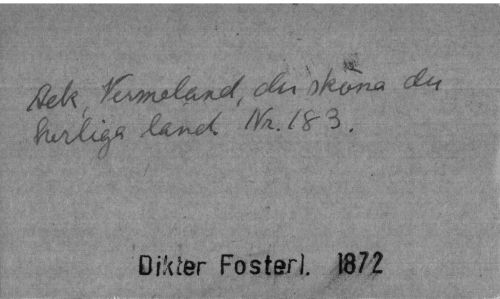 Ack, Vermeland, du sköna du
herliga land. Nr. 183.
Dikter Fosterl. 1872